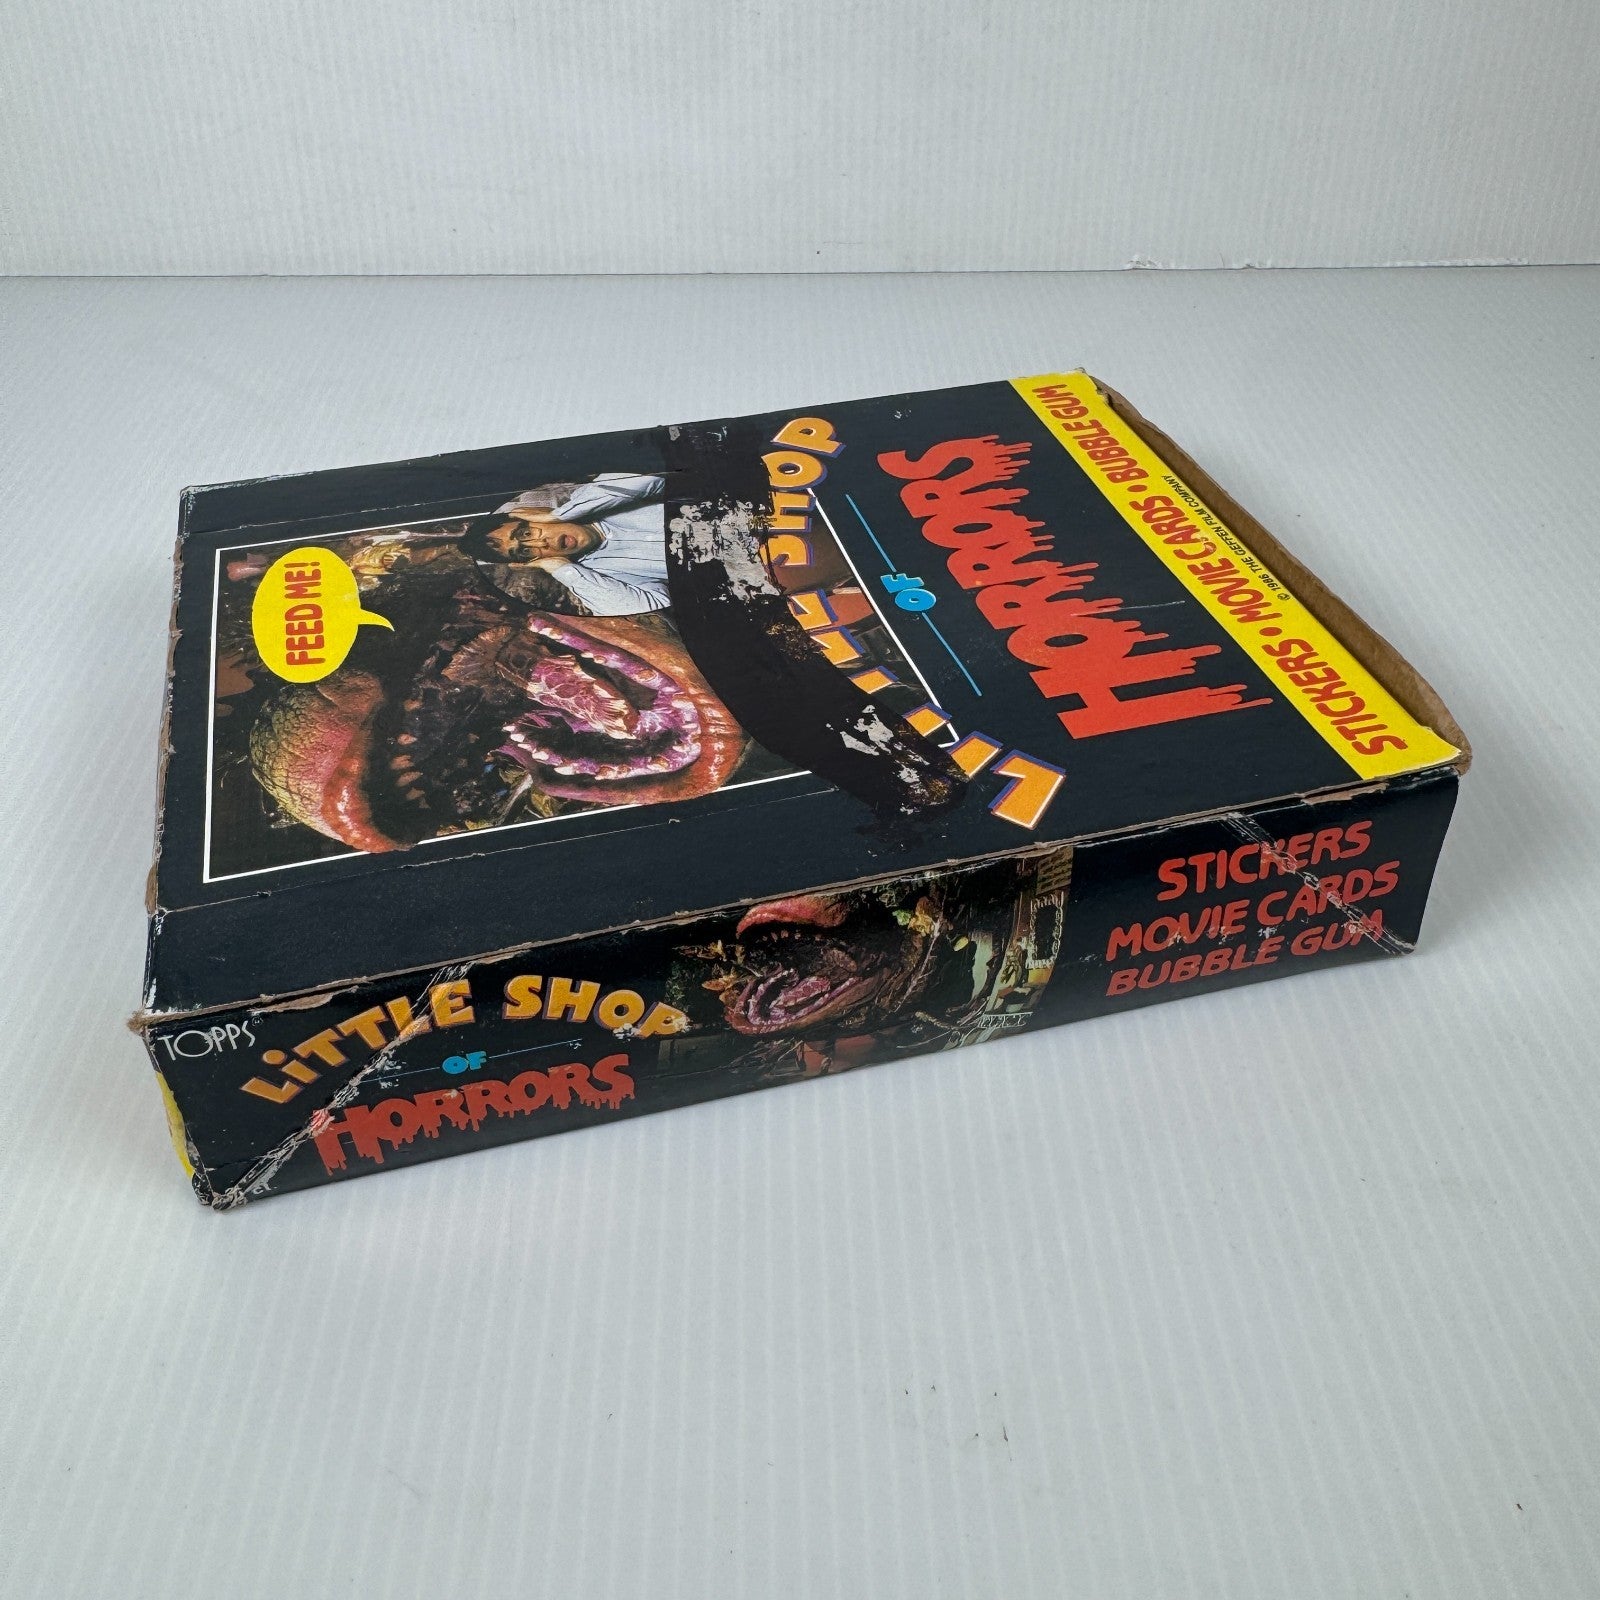 FEED ME!
LITTLE SHOP
OF
HORRORS
© 1986 THE GEFFEN FILM COMPANY
STICKERS • MOVIE CARDS • BUBBLE GUM
TOPPS
LITTLE SHOP
OF
HORRORS
STICKERS
MOVIE CARDS
BUBBLE GUM
CT.